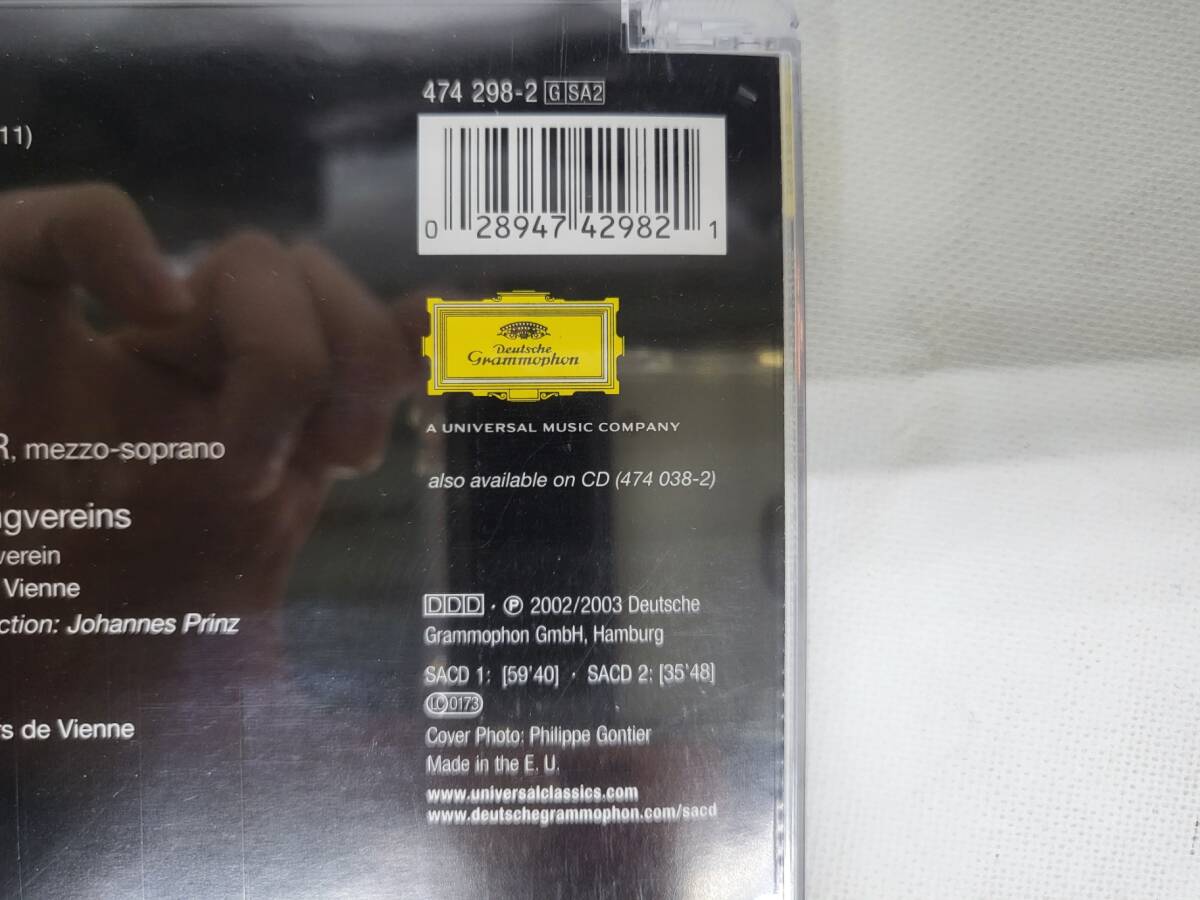 11)
R, mezzo-soprano
ngvereins
verein
Vienne
ction: Johannes Prinz
rs de Vienne
474 298-2 G SA2
0 28947 42982 1
Deutsche
Grammophon
A UNIVERSAL MUSIC COMPANY
also available on CD (474 038-2)
DDD · ℗ 2002/2003 Deutsche
Grammophon GmbH, Hamburg
SACD 1: [59'40] · SACD 2: [35'48]
LC 0173
Cover Photo: Philippe Gontier
Made in the E. U.
www.universalclassics.com
www.deutschegrammophon.com/sacd